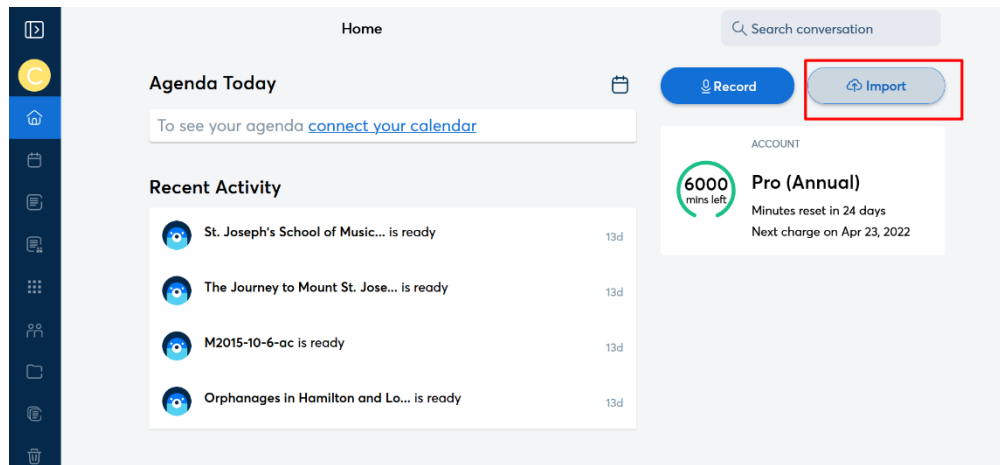 Home
Search conversation
C
Agenda Today
Record
Import
To see your agenda connect your calendar
ACCOUNT
6000
mins left
Pro (Annual)
Minutes reset in 24 days
Next charge on Apr 23, 2022
Recent Activity
St. Joseph's School of Music... is ready
13d
The Journey to Mount St. Jose... is ready
13d
M2015-10-6-ac is ready
13d
Orphanages in Hamilton and Lo... is ready
13d